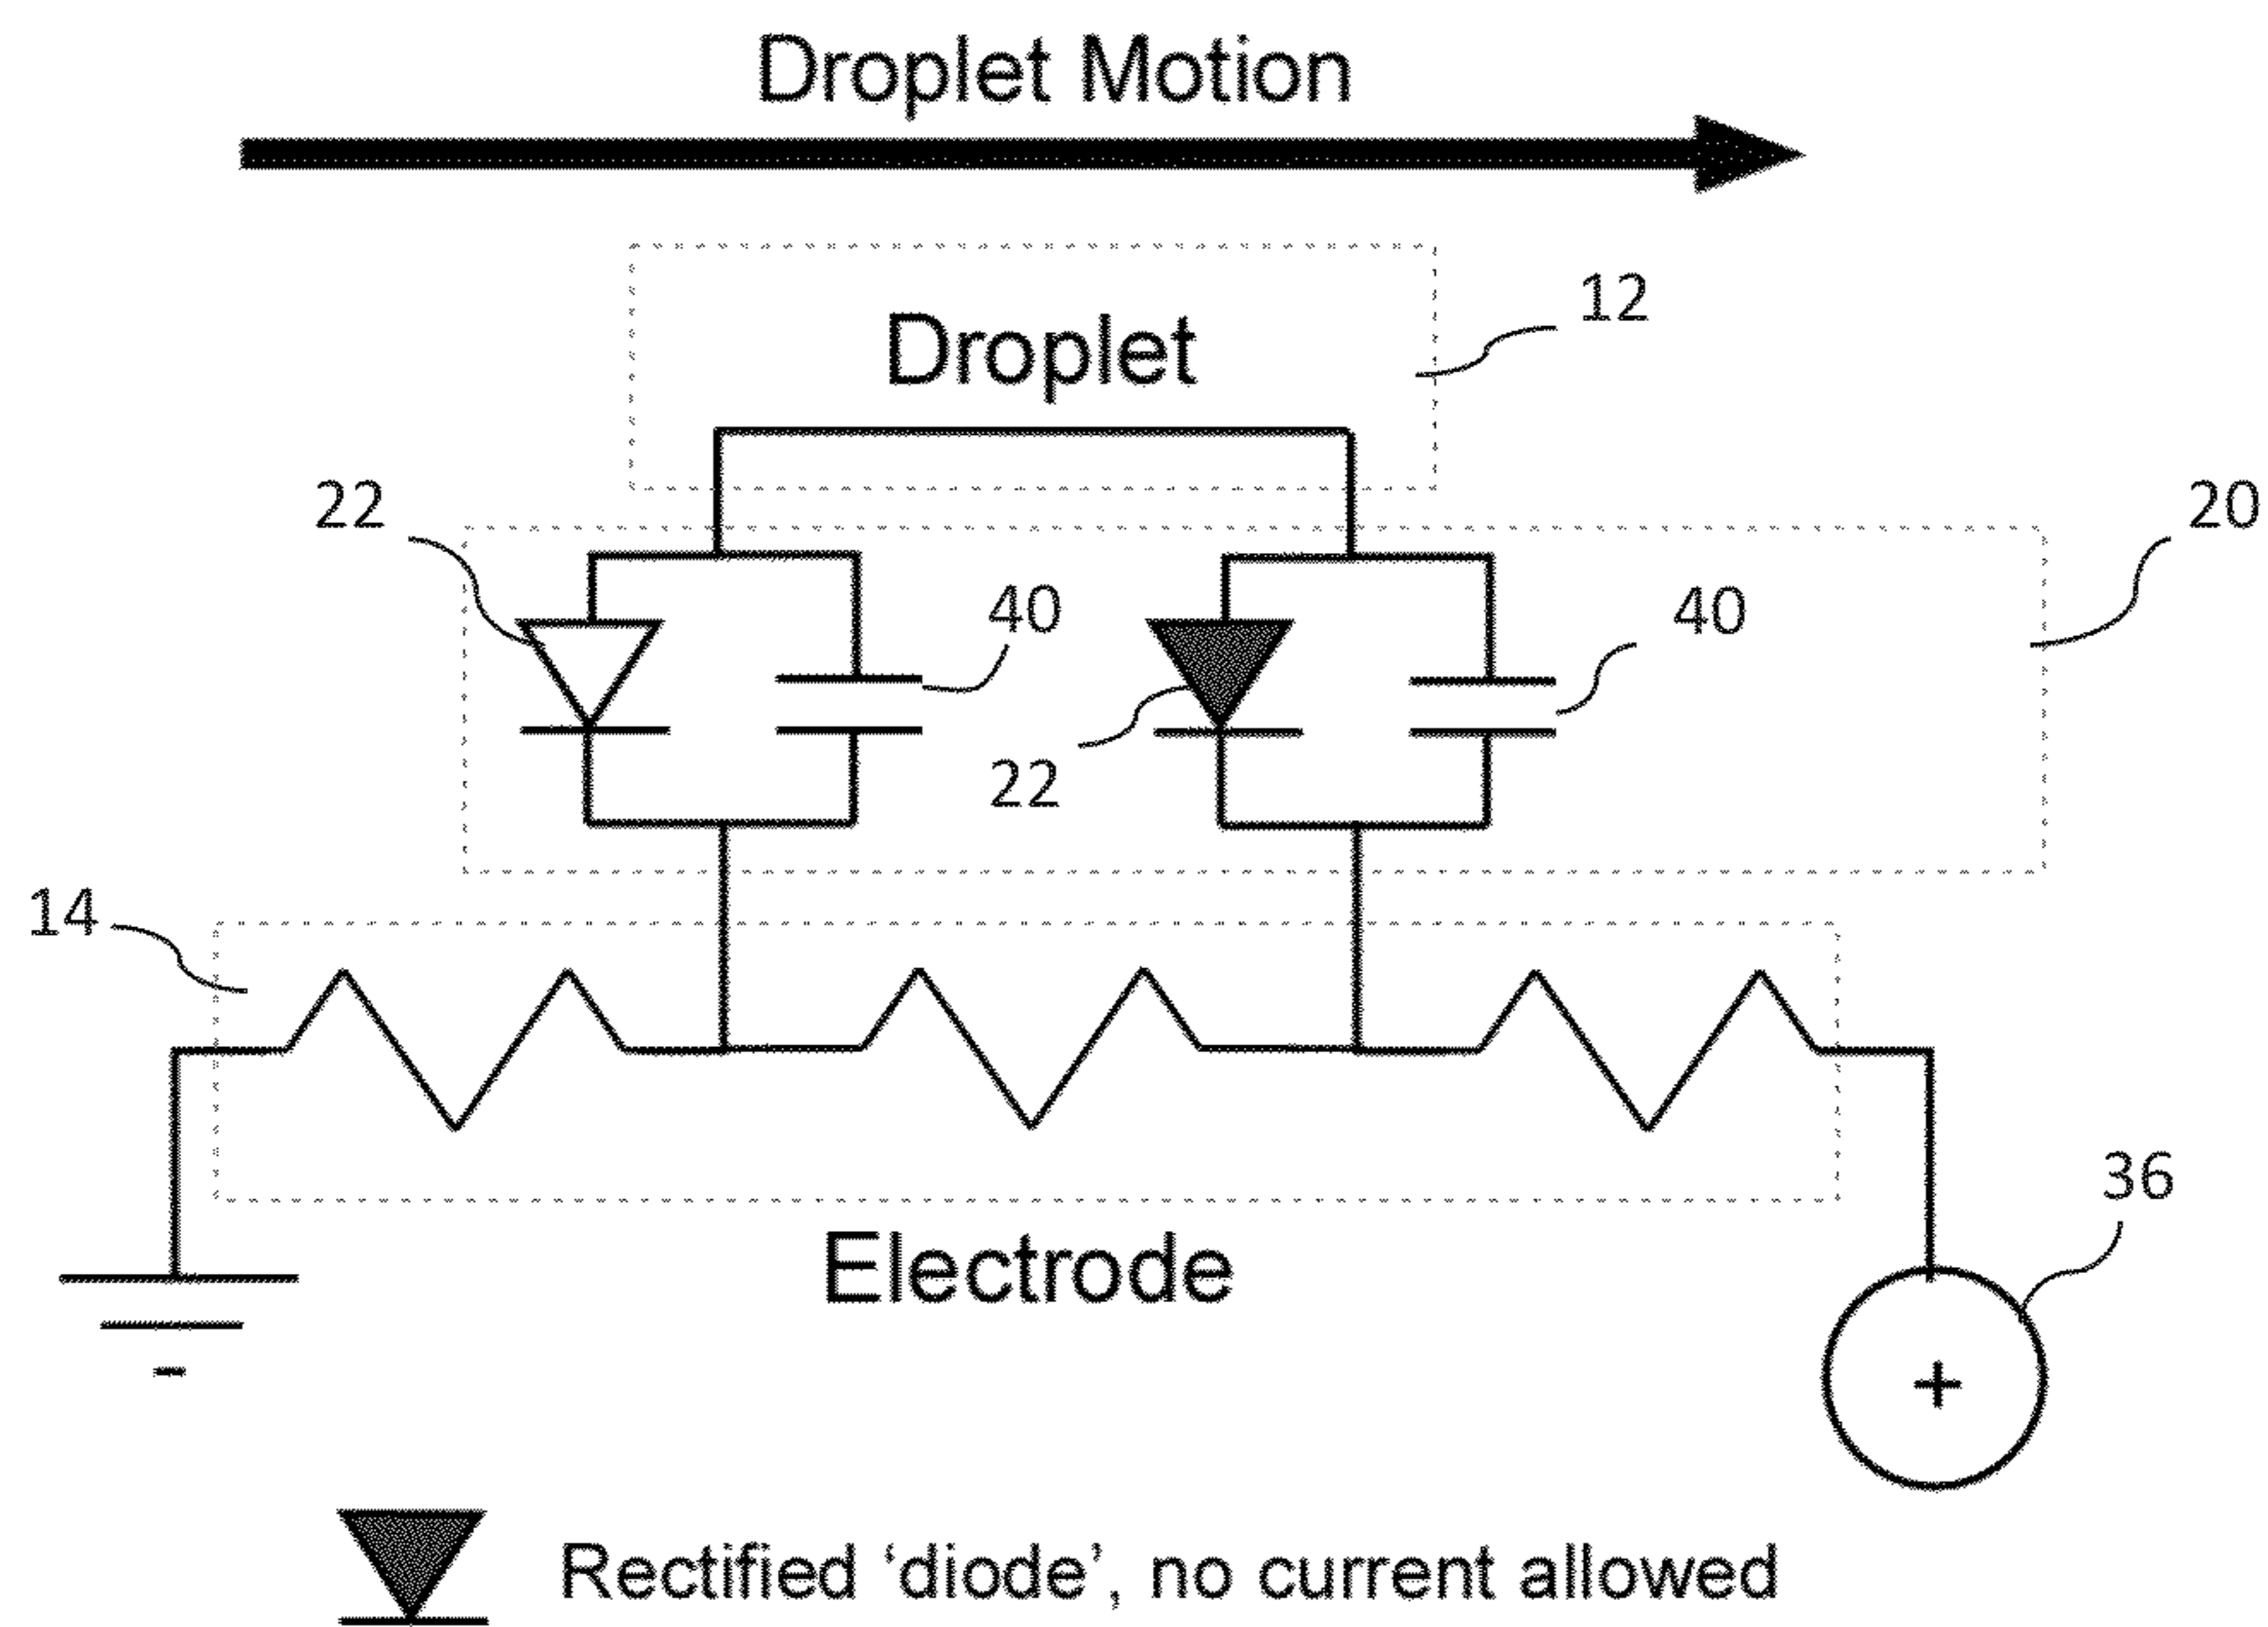 Droplet Motion
12
Droplet
22
20
40
40
22
14
Electrode
36
-
+
Rectified ‘diode’, no current allowed